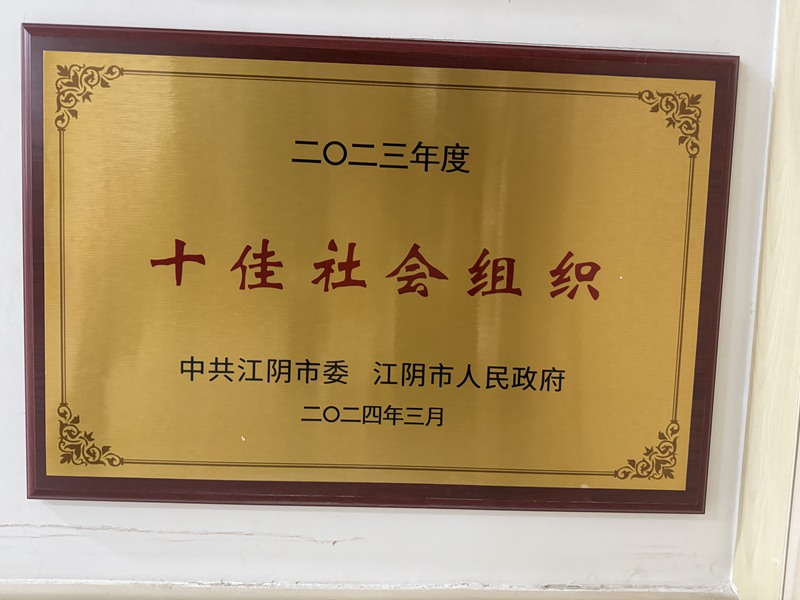 二〇二三年度
十佳社会组织
中共江阴市委 江阴市人民政府
二〇二四年三月